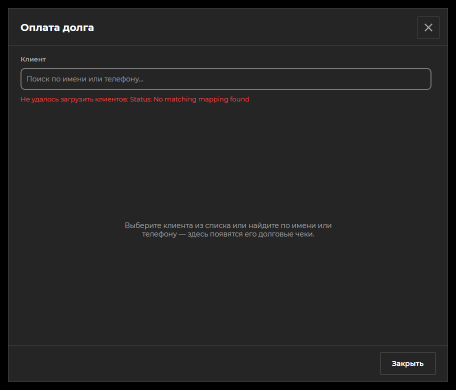 Оплата долга
Клиент
Поиск по имени или телефону...
Не удалось загрузить клиентов: Status: No matching mapping found
Выберите клиента из списка или найдите по имени или
телефону — здесь появятся его долговые чеки.
Закрыть